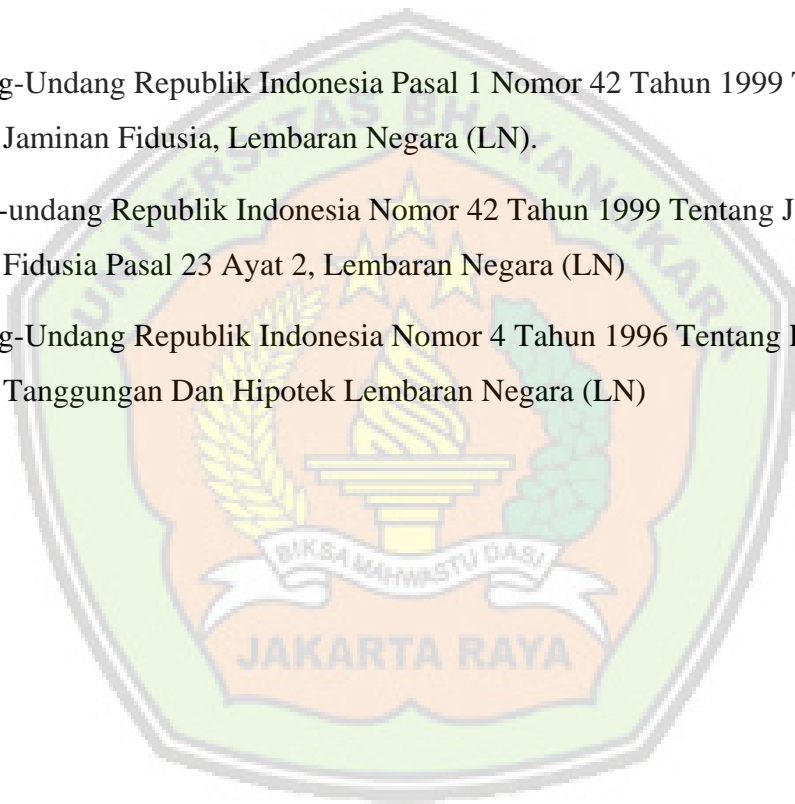 g-Undang Republik Indonesia Pasal 1 Nomor 42 Tahun 1999 T
Jaminan Fidusia, Lembaran Negara (LN).
-undang Republik Indonesia Nomor 42 Tahun 1999 Tentang J
Fidusia Pasal 23 Ayat 2, Lembaran Negara (LN)
g-Undang Republik Indonesia Nomor 4 Tahun 1996 Tentang
Tanggungan Dan Hipotek Lembaran Negara (LN)
UNIVERSITAS BHAYANGKARA
BIKSA MAHWASTU DASI
JAKARTA RAYA